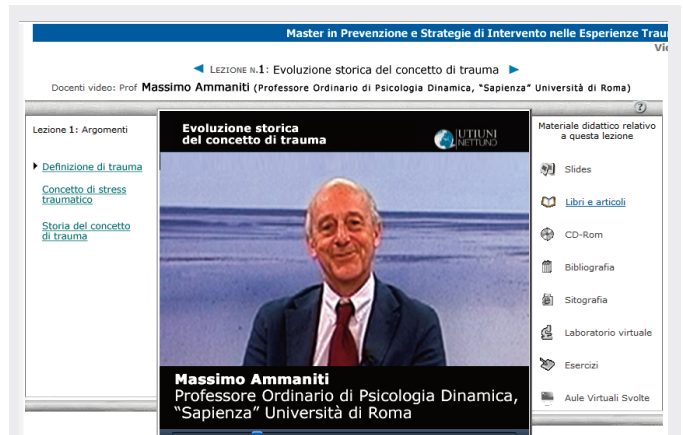 Master in Prevenzione e Strategie di Intervento nelle Esperienze Trau
Vi
◄ LEZIONE N.1: Evoluzione storica del concetto di trauma ►
Docenti video: Prof Massimo Ammaniti (Professore Ordinario di Psicologia Dinamica, "Sapienza" Università di Roma)
?
Lezione 1: Argomenti
Definizione di trauma
Concetto di stress
traumatico
Storia del concetto
di trauma
Evoluzione storica
del concetto di trauma
UTIUNI
NETTUNO
Massimo Ammaniti
Professore Ordinario di Psicologia Dinamica,
“Sapienza” Università di Roma
Materiale didattico relativo
a questa lezione
Slides
Libri e articoli
CD-Rom
Bibliografia
Sitografia
Laboratorio virtuale
Esercizi
Aule Virtuali Svolte